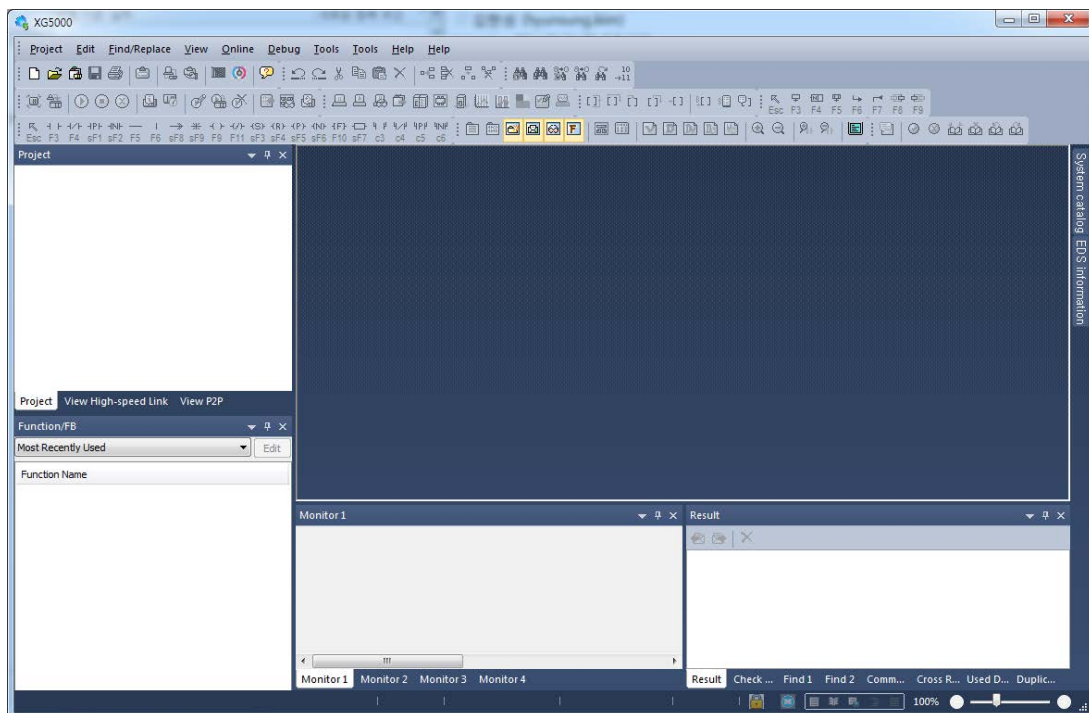 XG5000
Project Edit Find/Replace View Online Debug Tools Tools Help Help
Esc F3 F4 F5 F6 F7 F8 F9
Esc F3 F4 sF1 sF2 F5 F6 sF8 sF9 F9 F11 sF3 sF4 sF5 sF6 F10 sF7 c3 c4 c5 c6
Project
System catalog
EDS information
Project View High-speed Link View P2P
Function/FB
Most Recently Used Edit
Function Name
Monitor 1
Result
Monitor 1 Monitor 2 Monitor 3 Monitor 4
Result Check ... Find 1 Find 2 Comm... Cross R... Used D... Duplic...
100%